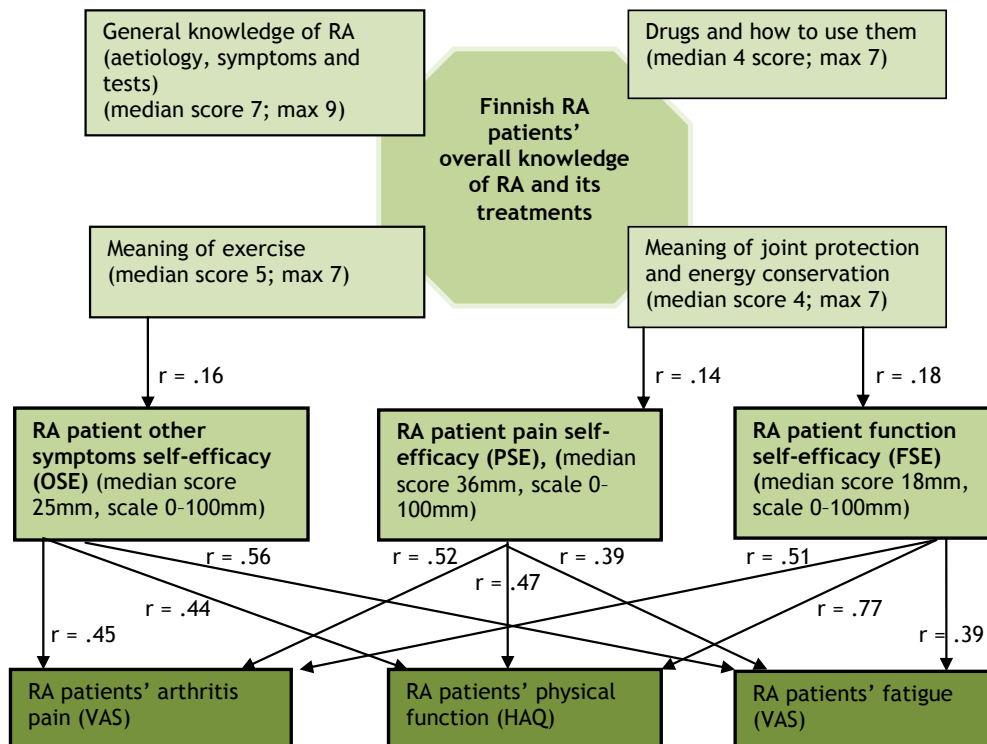 General knowledge of RA
(aetiology, symptoms and
tests)
(median score 7; max 9)
Drugs and how to use them
(median 4 score; max 7)
Finnish RA
patients’
overall knowledge
of RA and its
treatments
Meaning of exercise
(median score 5; max 7)
Meaning of joint protection
and energy conservation
(median score 4; max 7)
r = .16
r = .14
r = .18
RA patient other
symptoms self-efficacy
(OSE) (median score
25mm, scale 0–100mm)
RA patient pain self-
efficacy (PSE), (median
score 36mm, scale 0–
100mm)
RA patient function
self-efficacy (FSE)
(median score 18mm,
scale 0–100mm)
r = .56
r = .52
r = .39
r = .51
r = .47
r = .44
r = .77
r = .45
r = .39
RA patients’ arthritis
pain (VAS)
RA patients’ physical
function (HAQ)
RA patients’ fatigue
(VAS)